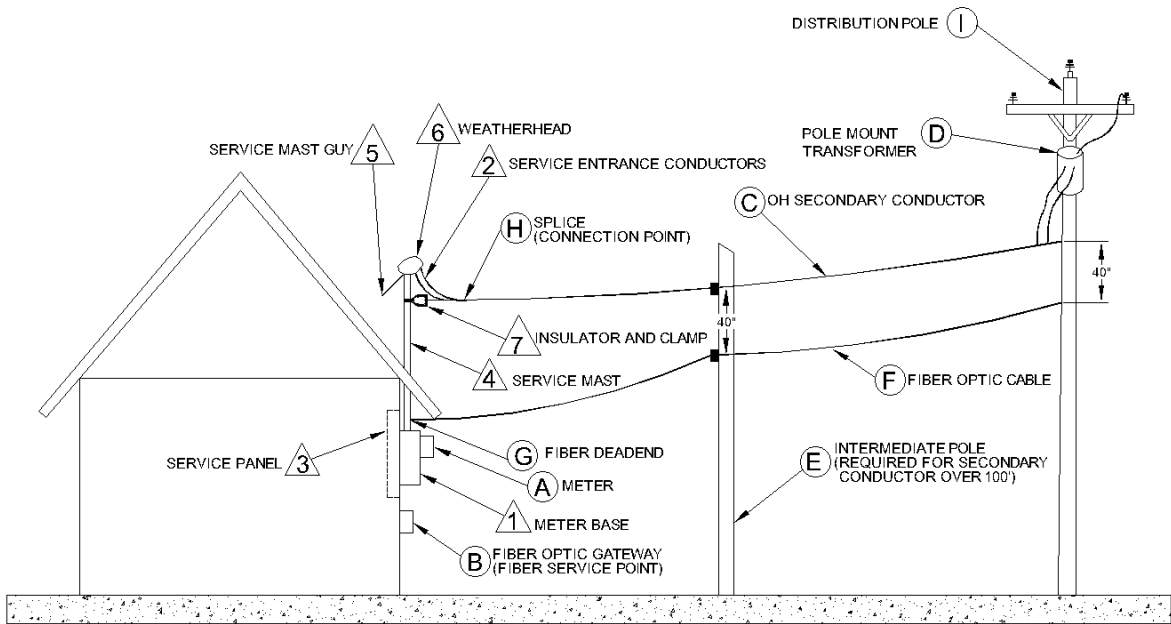 DISTRIBUTION POLE I
6 WEATHERHEAD
SERVICE MAST GUY 5
2 SERVICE ENTRANCE CONDUCTORS
POLE MOUNT
TRANSFORMER D
C OH SECONDARY CONDUCTOR
H SPLICE
(CONNECTION POINT)
40"
40"
7 INSULATOR AND CLAMP
4 SERVICE MAST
F FIBER OPTIC CABLE
SERVICE PANEL 3
G FIBER DEADEND
E INTERMEDIATE POLE
(REQUIRED FOR SECONDARY
CONDUCTOR OVER 100')
A METER
1 METER BASE
B FIBER OPTIC GATEWAY
(FIBER SERVICE POINT)